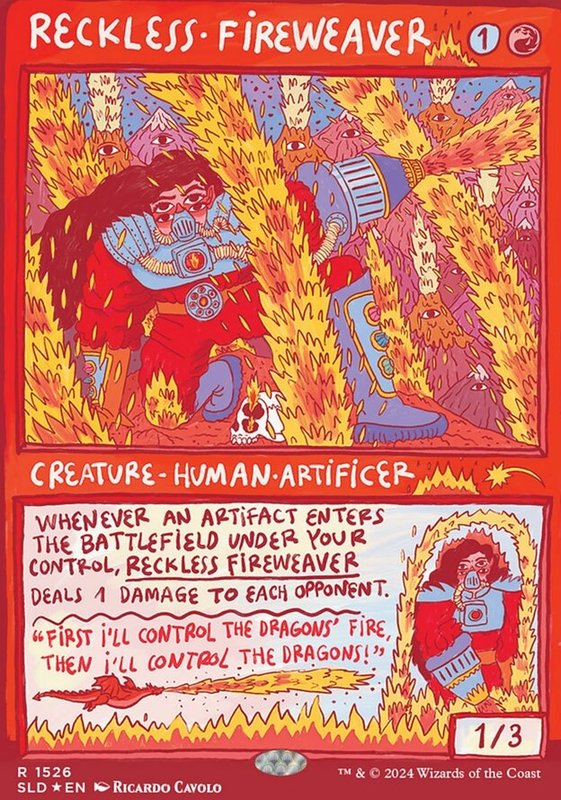 RECKLESS·FIREWEAVER 1
CREATURE-HUMAN·ARTIFICER
WHENEVER AN ARTIFACT ENTERS
THE BATTLEFIELD UNDER YOUR
CONTROL, RECKLESS FIREWEAVER
DEALS 1 DAMAGE TO EACH OPPONENT.
"FIRST I'LL CONTROL THE DRAGONS' FIRE,
THEN I'LL CONTROL THE DRAGONS!"
1/3
R 1526
SLD★EN RICARDO CAVOLO
™ & © 2024 Wizards of the Coast